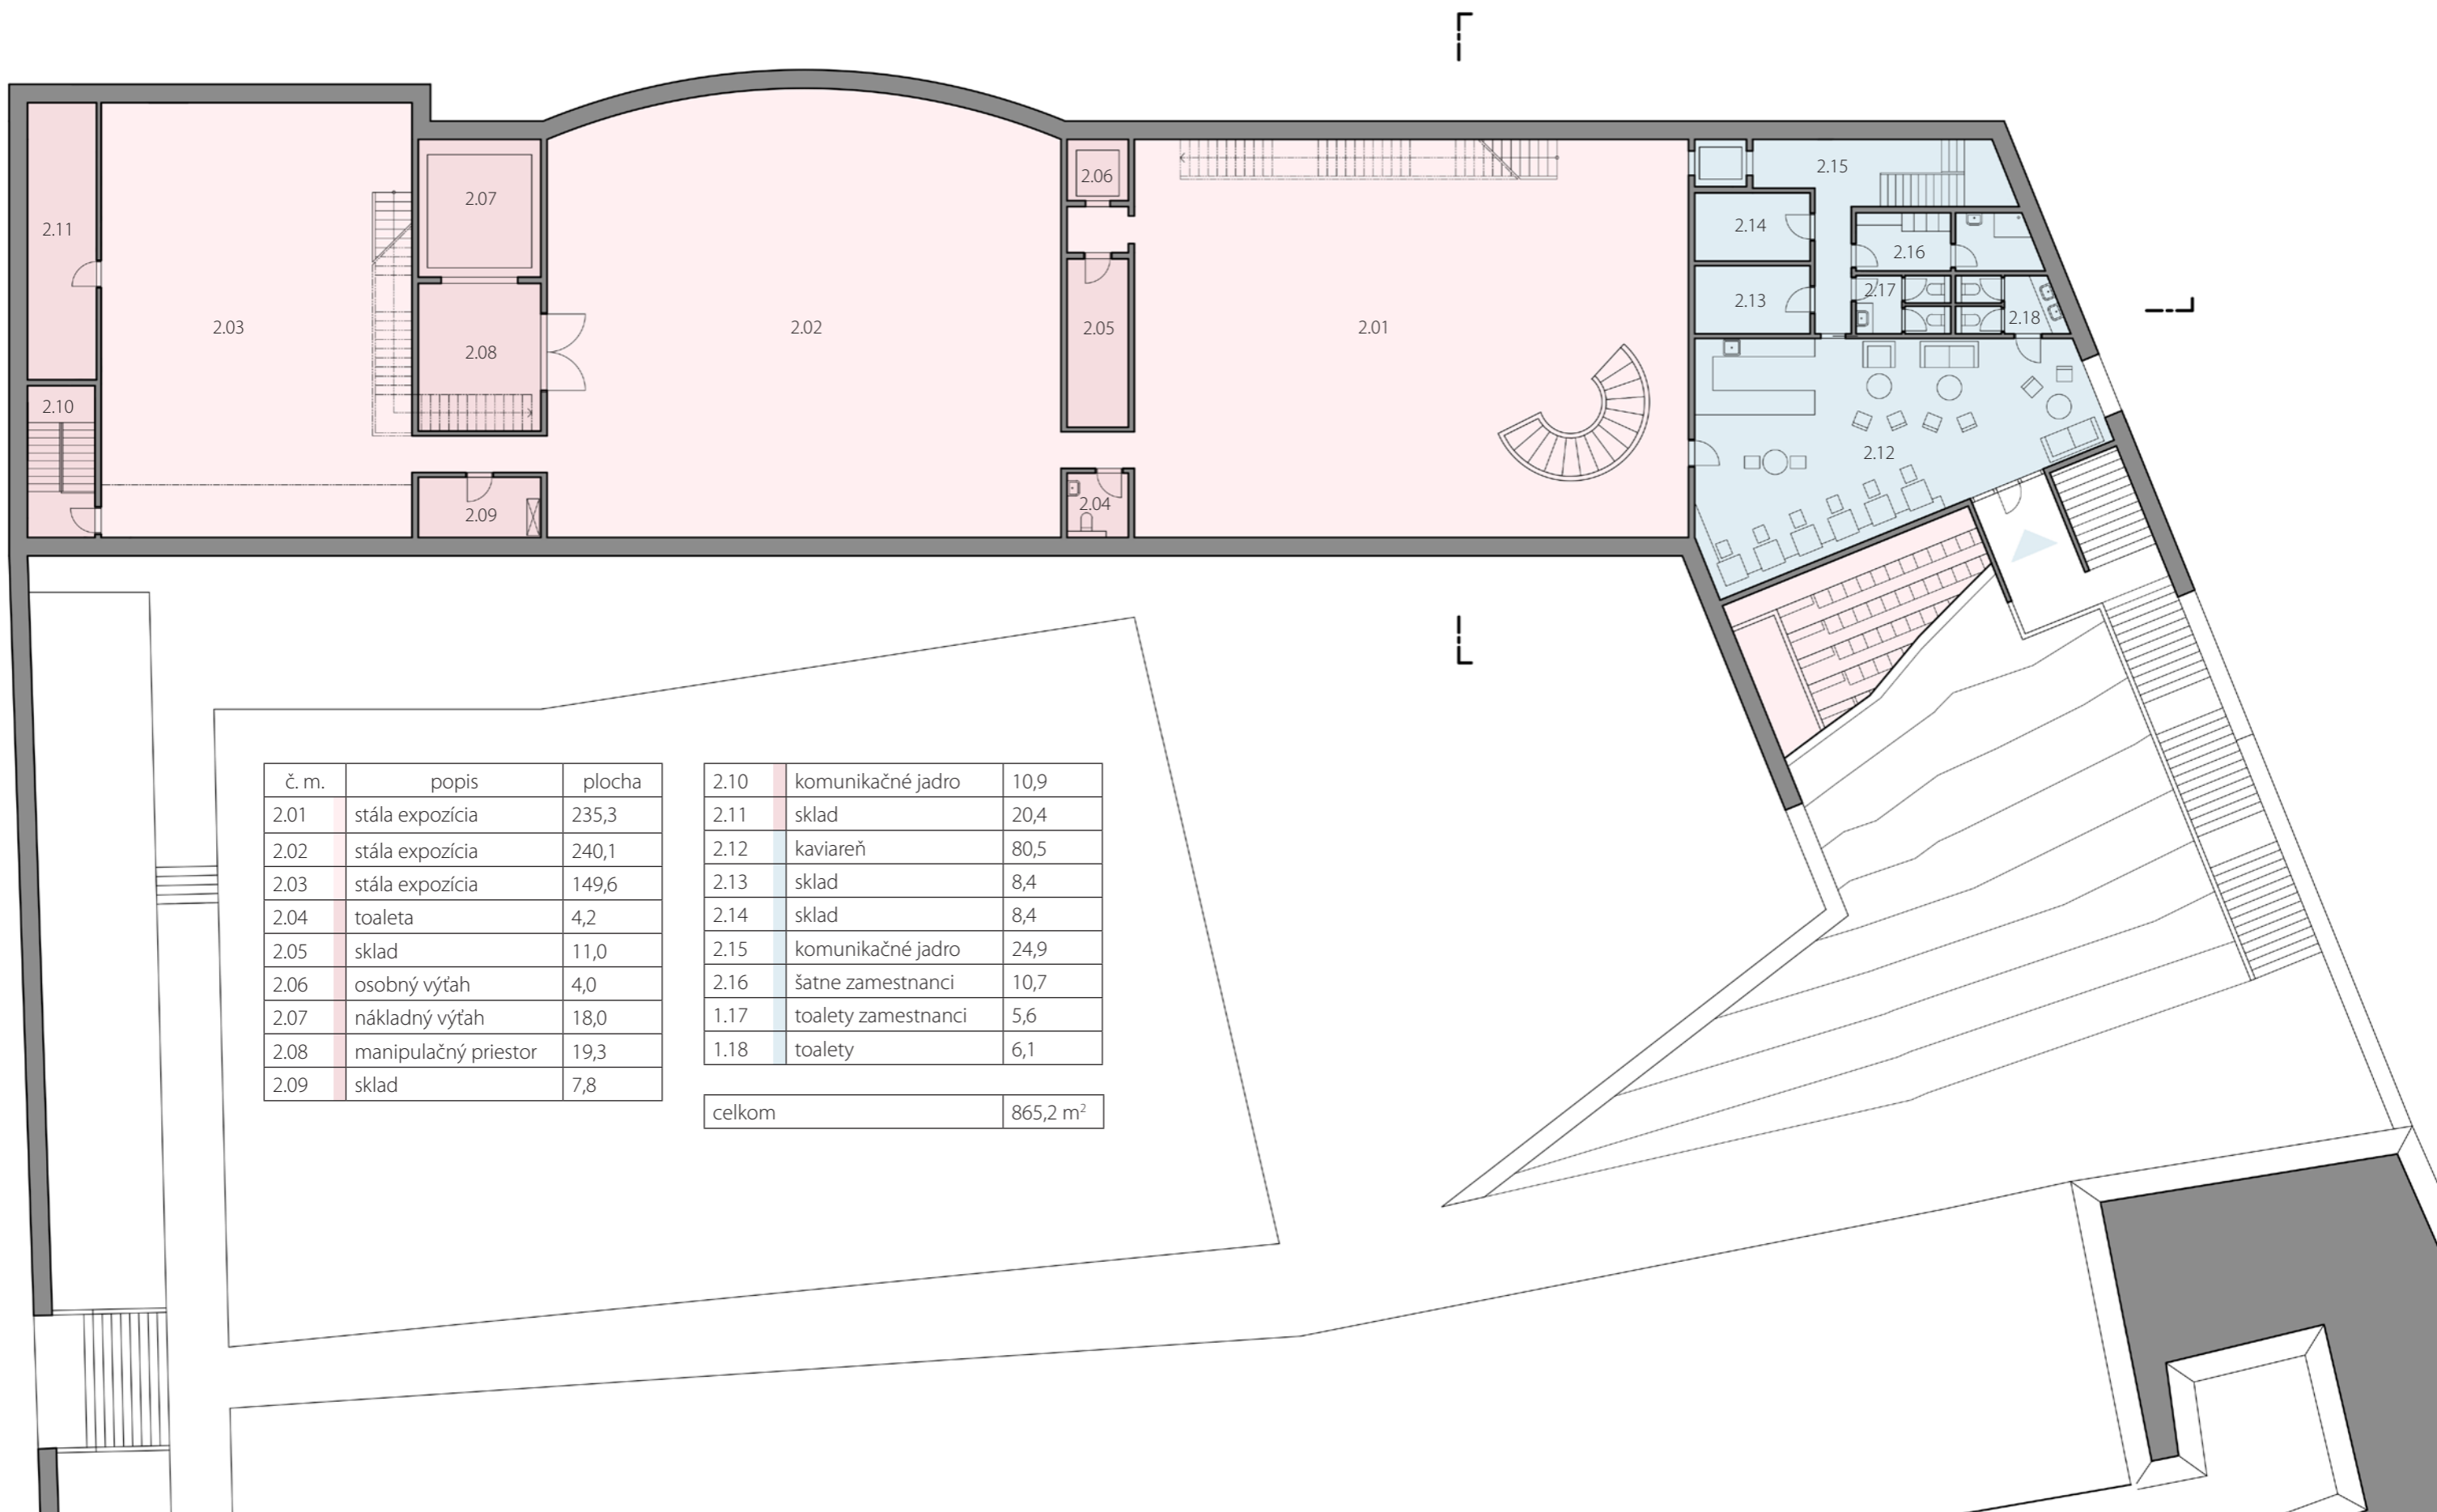 2.11
2.10
2.03
2.07
2.08
2.09
2.02
2.06
2.05
2.04
2.01
2.15
2.14
2.13
2.16
2.17
2.18
2.12
č. m. popis plocha
2.01 stála expozícia 235,3
2.02 stála expozícia 240,1
2.03 stála expozícia 149,6
2.04 toaleta 4,2
2.05 sklad 11,0
2.06 osobný výťah 4,0
2.07 nákladný výťah 18,0
2.08 manipulačný priestor 19,3
2.09 sklad 7,8
2.10 komunikačné jadro 10,9
2.11 sklad 20,4
2.12 kaviareň 80,5
2.13 sklad 8,4
2.14 sklad 8,4
2.15 komunikačné jadro 24,9
2.16 šatne zamestnanci 10,7
1.17 toalety zamestnanci 5,6
1.18 toalety 6,1
celkom 865,2 m²